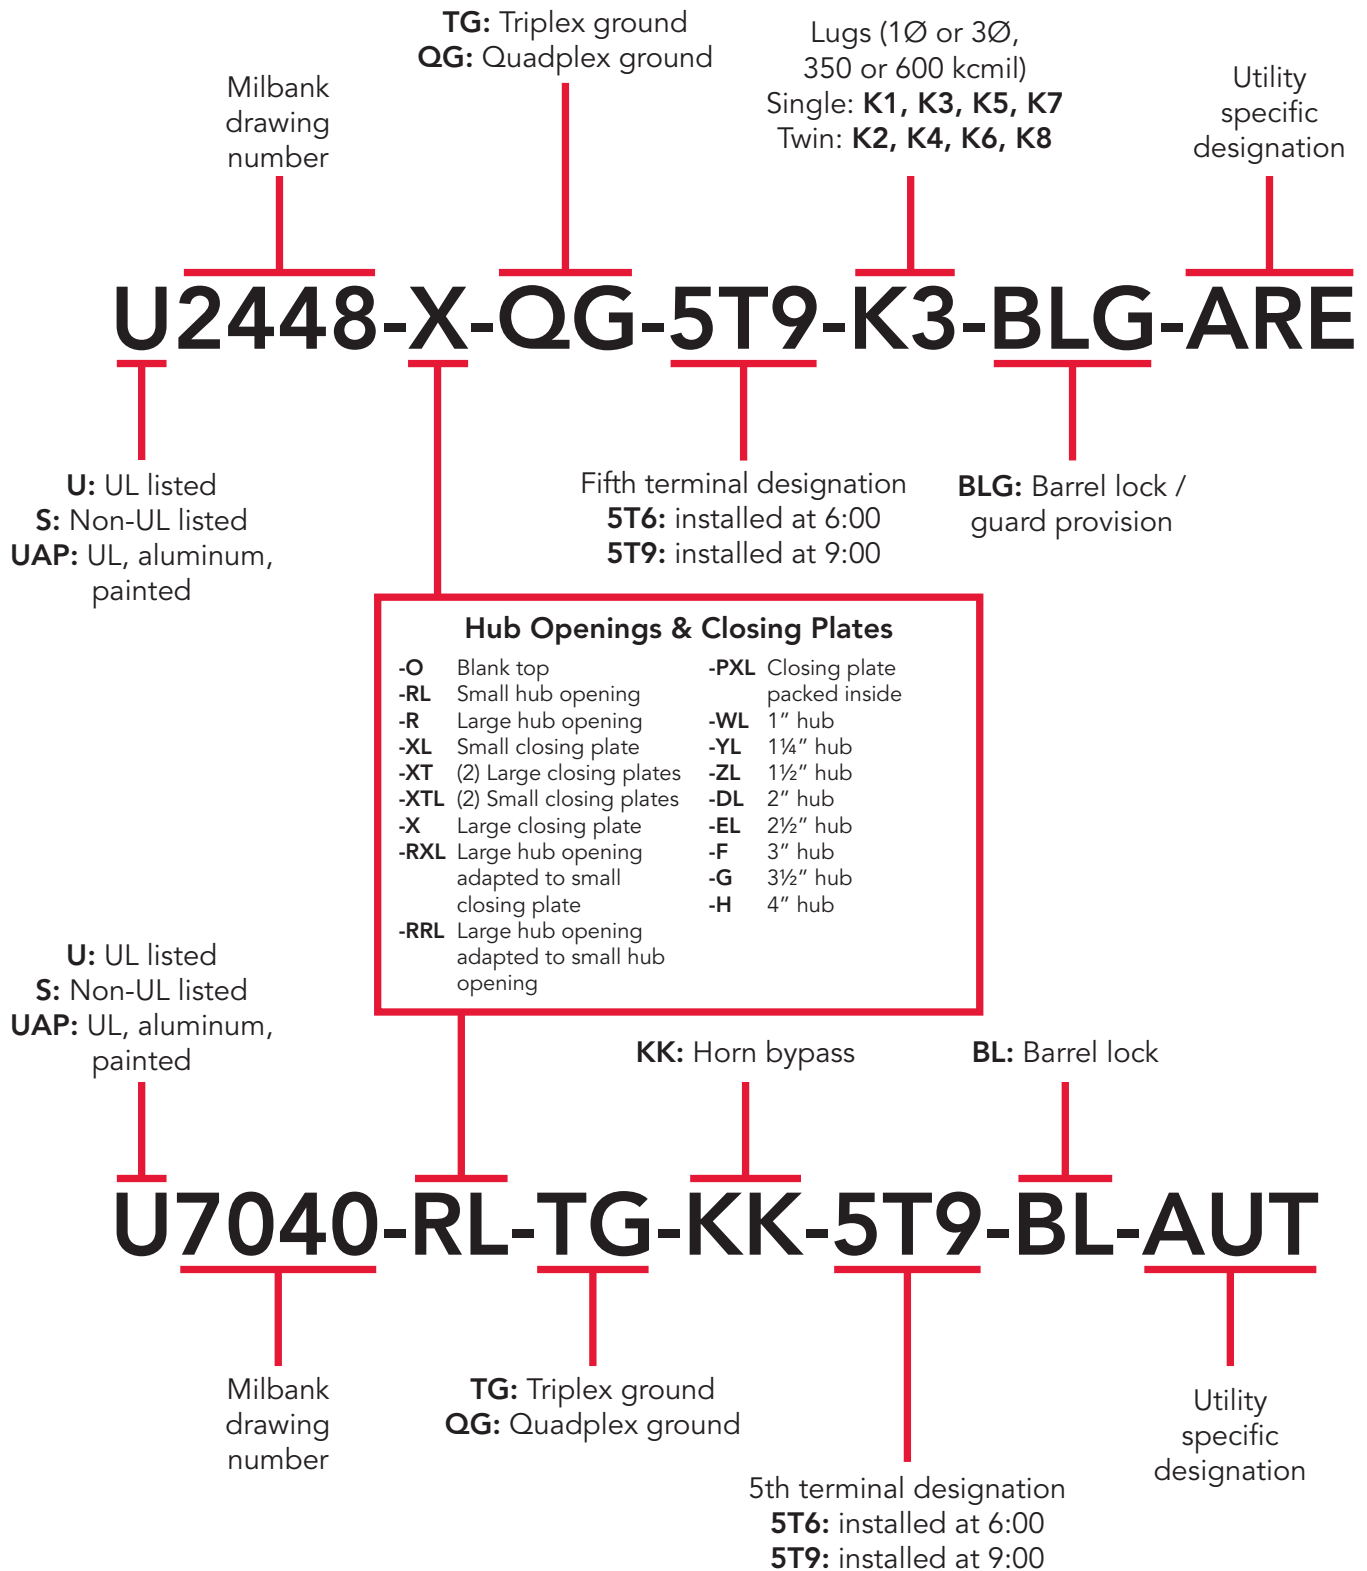 TG: Triplex ground
QG: Quadplex ground
Lugs (1Ø or 3Ø,
350 or 600 kcmil)
Single: K1, K3, K5, K7
Twin: K2, K4, K6, K8
Milbank
drawing
number
Utility
specific
designation
U2448-X-QG-5T9-K3-BLG-ARE
U: UL listed
S: Non-UL listed
UAP: UL, aluminum,
painted
Fifth terminal designation
5T6: installed at 6:00
5T9: installed at 9:00
BLG: Barrel lock /
guard provision
Hub Openings & Closing Plates
-O Blank top
-RL Small hub opening
-R Large hub opening
-XL Small closing plate
-XT (2) Large closing plates
-XTL (2) Small closing plates
-X Large closing plate
-RXL Large hub opening
adapted to small
closing plate
-RRL Large hub opening
adapted to small hub
opening
-PXL Closing plate
packed inside
-WL 1” hub
-YL 1¼” hub
-ZL 1½” hub
-DL 2” hub
-EL 2½” hub
-F 3” hub
-G 3½” hub
-H 4” hub
U: UL listed
S: Non-UL listed
UAP: UL, aluminum,
painted
KK: Horn bypass
BL: Barrel lock
U7040-RL-TG-KK-5T9-BL-AUT
Milbank
drawing
number
TG: Triplex ground
QG: Quadplex ground
5th terminal designation
5T6: installed at 6:00
5T9: installed at 9:00
Utility
specific
designation